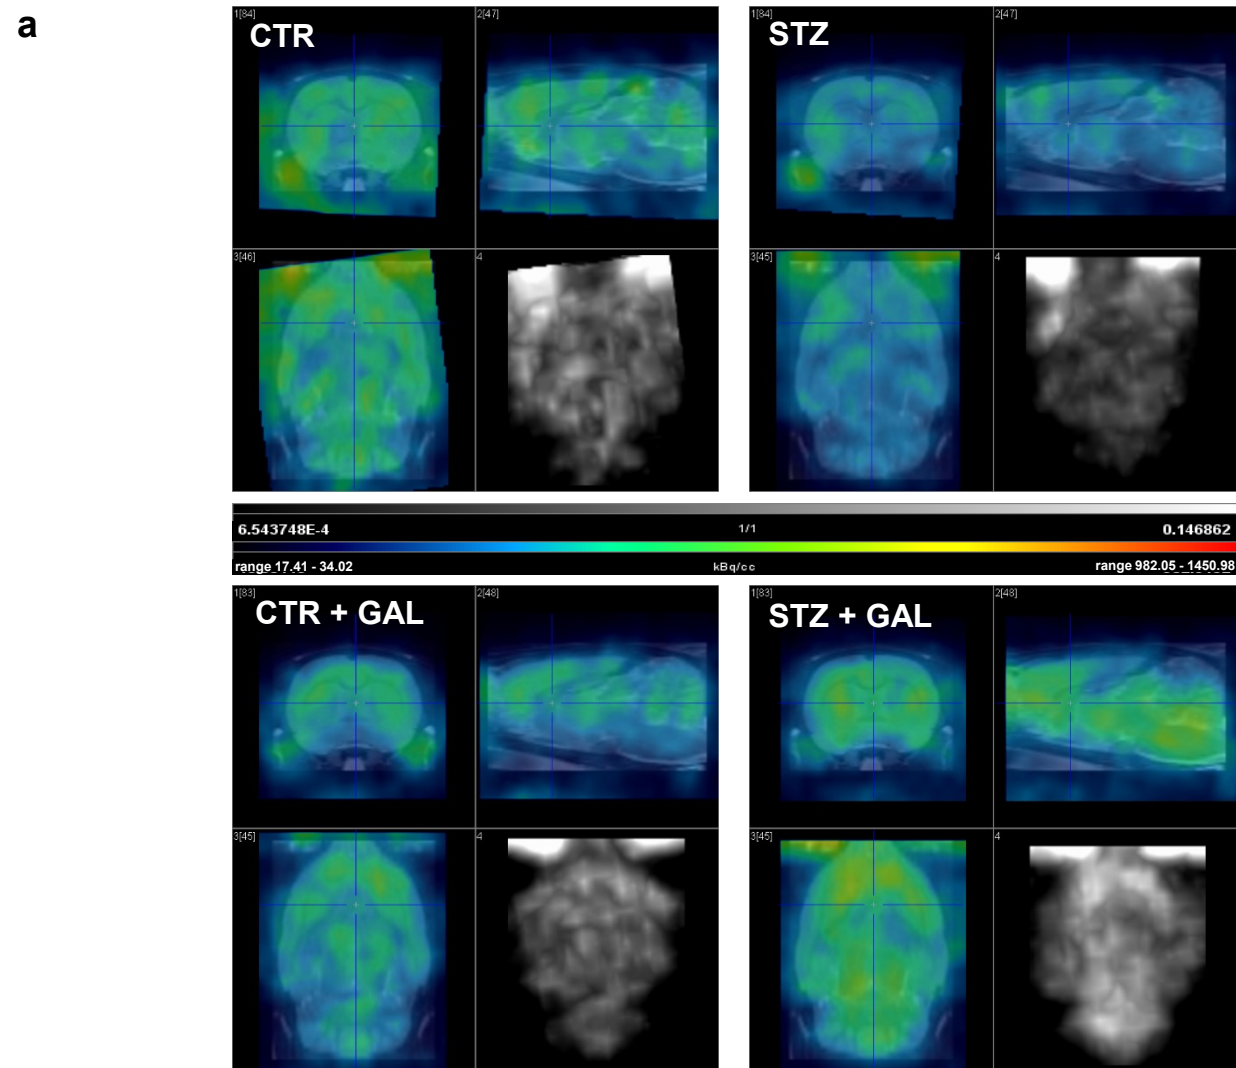 a
1[84]
CTR
2[47]
3[46]
4
1[84]
STZ
2[47]
3[45]
4
6.543748E-4
1/1
0.146862
range 17.41 - 34.02
kBq/cc
range 982.05 - 1450.98
1[83]
CTR + GAL
2[48]
3[45]
4
1[83]
STZ + GAL
2[48]
3[45]
4